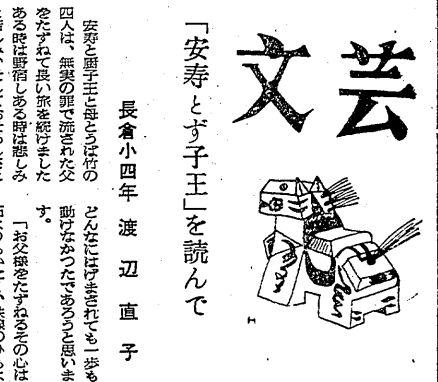 文芸
「安寿とず子王」を読んで
長倉小四年 渡辺直子
安寿と厨子王と母とうば竹の
四人は、無実の罪で流された父
をたずねて長い旅を続けました
ある時は野宿しある時は悲しみ
どんなにはげまされても一歩も
動けなかつたであろうと思いま
す。
「お父様をたずねるその心は
H